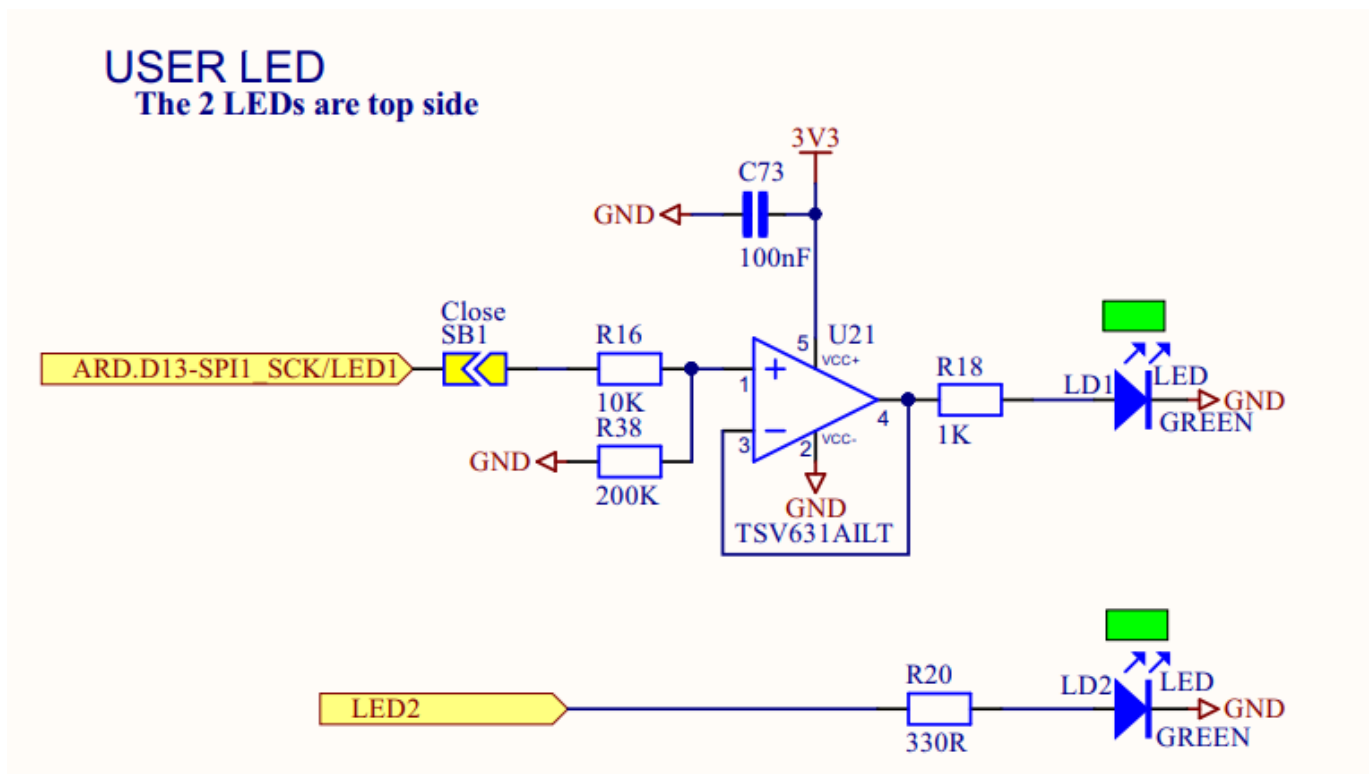 USER LED
The 2 LEDs are top side
3V3
C73
GND
100nF
Close
SB1
R16
5
U21
VCC+
ARD.D13-SPI1_SCK/LED1
1
+
R18
LD1
LED
GND
10K
4
1K
GREEN
R38
3
−
2
VCC-
GND
200K
GND
TSV631AILT
R20
LD2
LED
LED2
GND
330R
GREEN